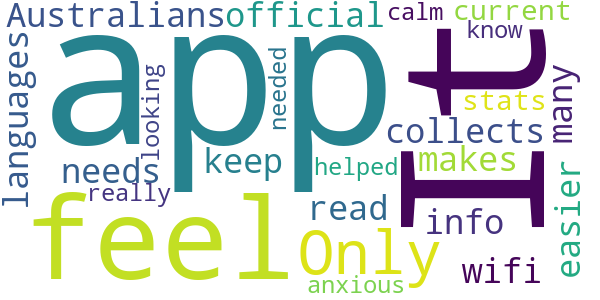 Australians official calm current
know
app It
languages looking needed stats many
collects
needs keep makes
helped
really
feel read info easier
Only
wifi
anxious